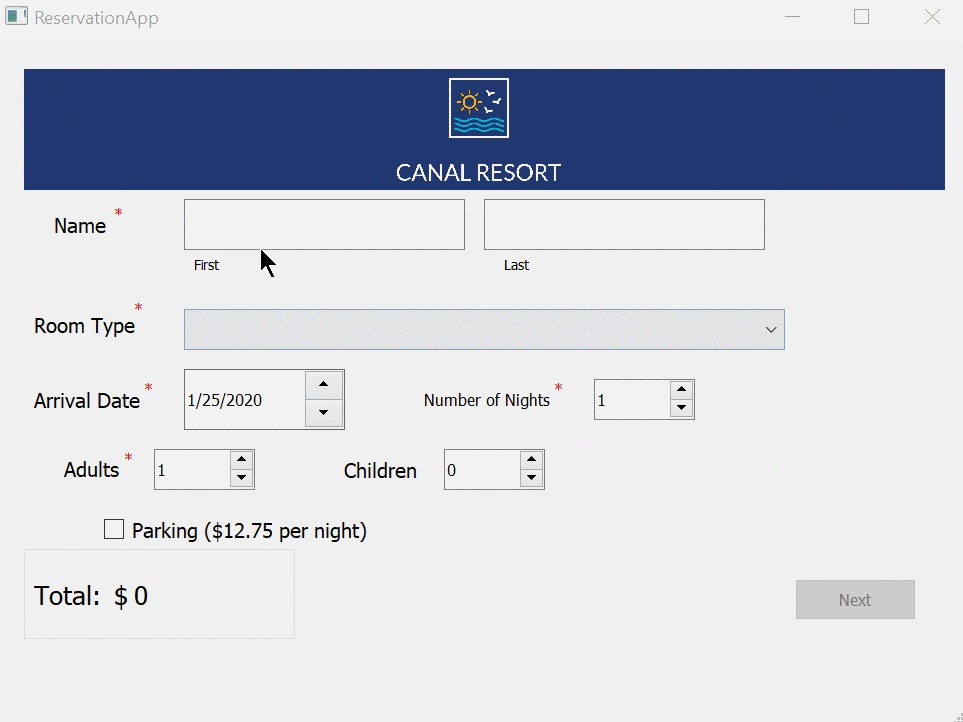 ReservationApp
CANAL RESORT
Name *
First Last
Room Type *
Arrival Date * 1/25/2020 Number of Nights * 1
Adults * 1 Children 0
Parking ($12.75 per night)
Total: $ 0
Next